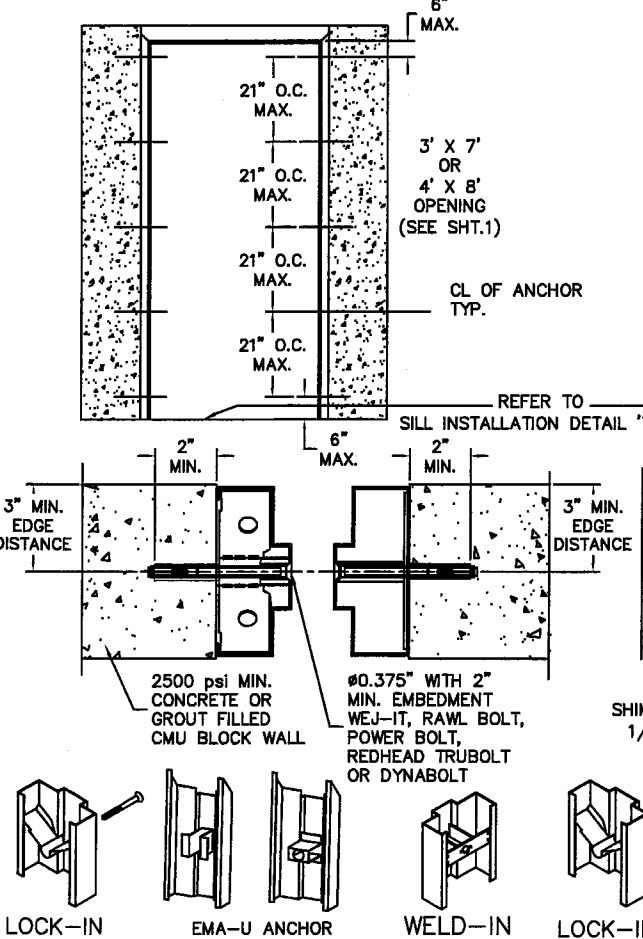 6"
MAX.
21" O.C.
MAX.
21" O.C.
MAX.
21" O.C.
MAX.
21" O.C.
MAX.
3' X 7'
OR
4' X 8'
OPENING
(SEE SHT.1)
CL OF ANCHOR
TYP.
REFER TO
SILL INSTALLATION DETAIL
6"
MAX.
2"
MIN.
2"
MIN.
3" MIN.
EDGE
DISTANCE
3" MIN.
EDGE
DISTANCE
2500 psi MIN.
CONCRETE OR
GROUT FILLED
CMU BLOCK WALL
ø0.375" WITH 2"
MIN. EMBEDMENT
WEJ-IT, RAWL BOLT,
POWER BOLT,
REDHEAD TRUBOLT
OR DYNABOLT
LOCK-IN
EMA-U ANCHOR
WELD-IN